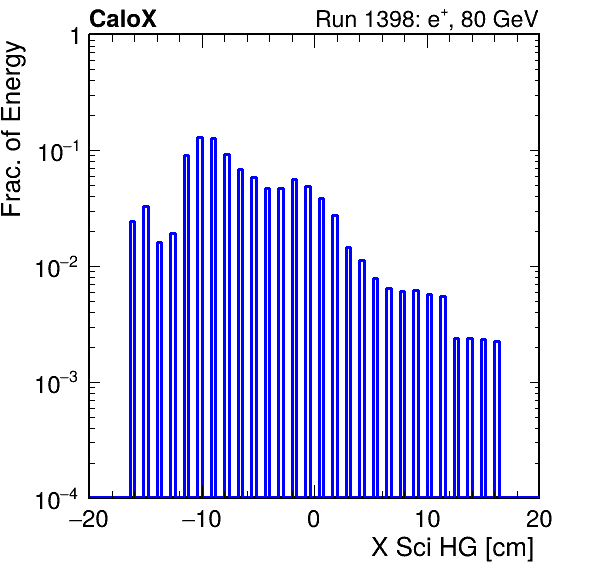 CaloX
Run 1398: e⁺, 80 GeV
Frac. of Energy
1
10⁻¹
10⁻²
10⁻³
10⁻⁴
−20
−10
0
10
20
X Sci HG [cm]